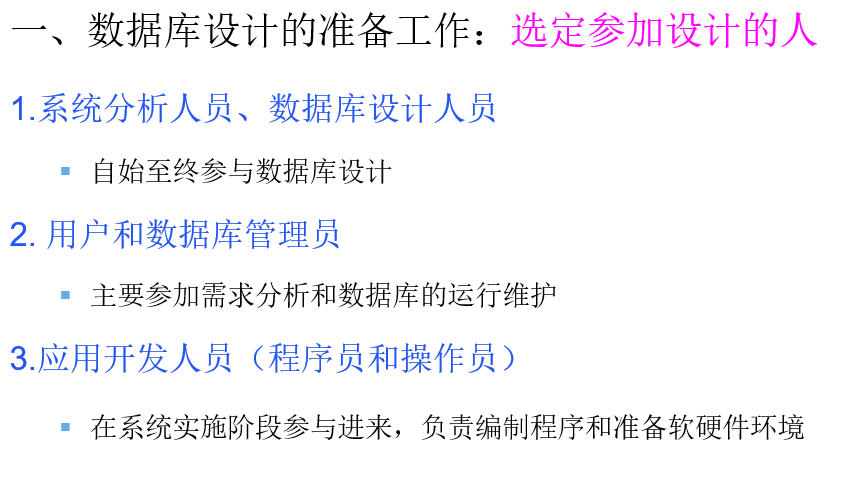 一、数据库设计的准备工作：选定参加设计的人
1.系统分析人员、数据库设计人员
▪ 自始至终参与数据库设计
2. 用户和数据库管理员
▪ 主要参加需求分析和数据库的运行维护
3.应用开发人员（程序员和操作员）
▪ 在系统实施阶段参与进来，负责编制程序和准备软硬件环境